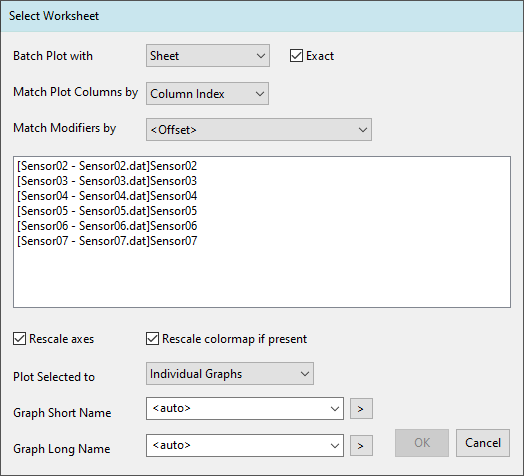 Select Worksheet
Batch Plot with Sheet Exact
Match Plot Columns by Column Index
Match Modifiers by <Offset>
[Sensor02 - Sensor02.dat]Sensor02
[Sensor03 - Sensor03.dat]Sensor03
[Sensor04 - Sensor04.dat]Sensor04
[Sensor05 - Sensor05.dat]Sensor05
[Sensor06 - Sensor06.dat]Sensor06
[Sensor07 - Sensor07.dat]Sensor07
Rescale axes Rescale colormap if present
Plot Selected to Individual Graphs
Graph Short Name <auto> >
Graph Long Name <auto> > OK Cancel